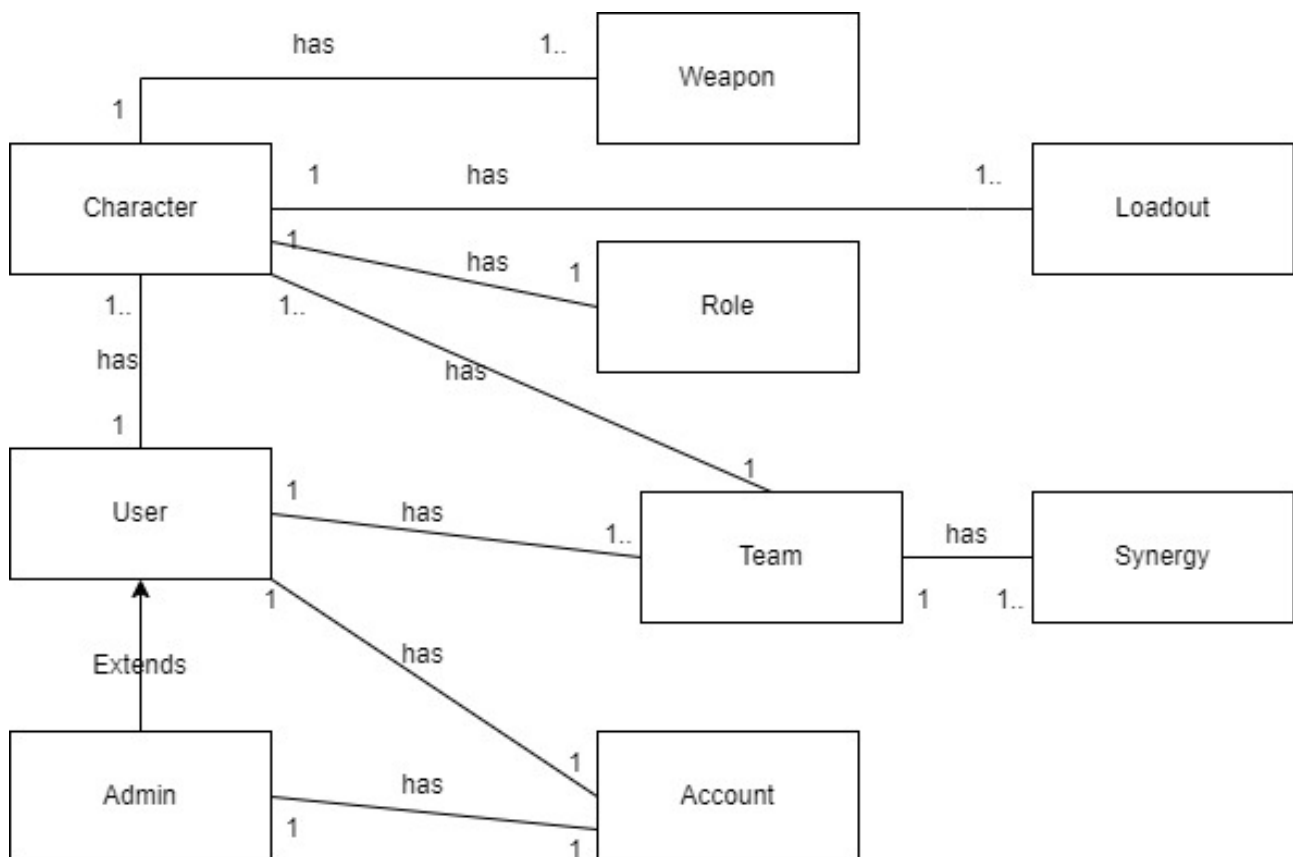 has
1..
Weapon
1
1
has
1..
Character
Loadout
1
has
1
Role
1..
1..
has
has
1
1
User
1
has
1..
Team
has
Synergy
1
1
1..
has
Extends
1
Admin
has
Account
1
1